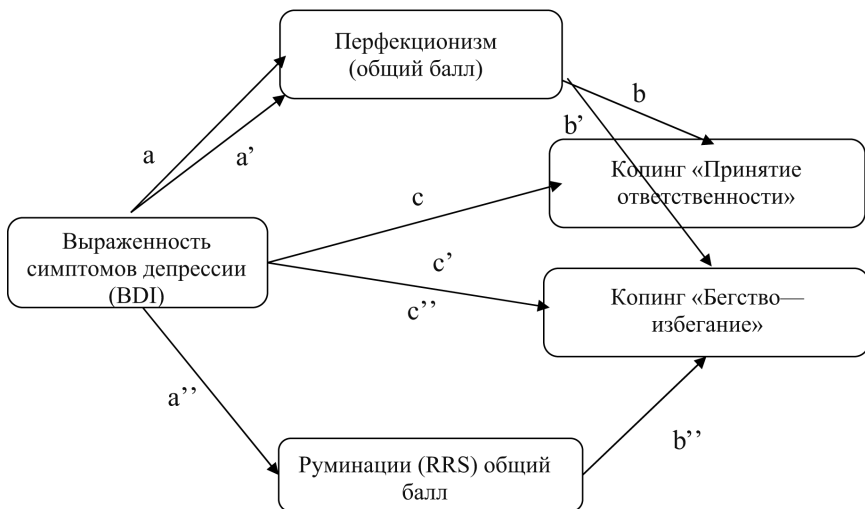 Перфекционизм
(общий балл)
b
b’
a
a’
Копинг «Принятие
ответственности»
c
Выраженность
симптомов депрессии
(BDI)
c’
c’’
Копинг «Бегство—
избегание»
a’’
b’’
Руминации (RRS) общий
балл